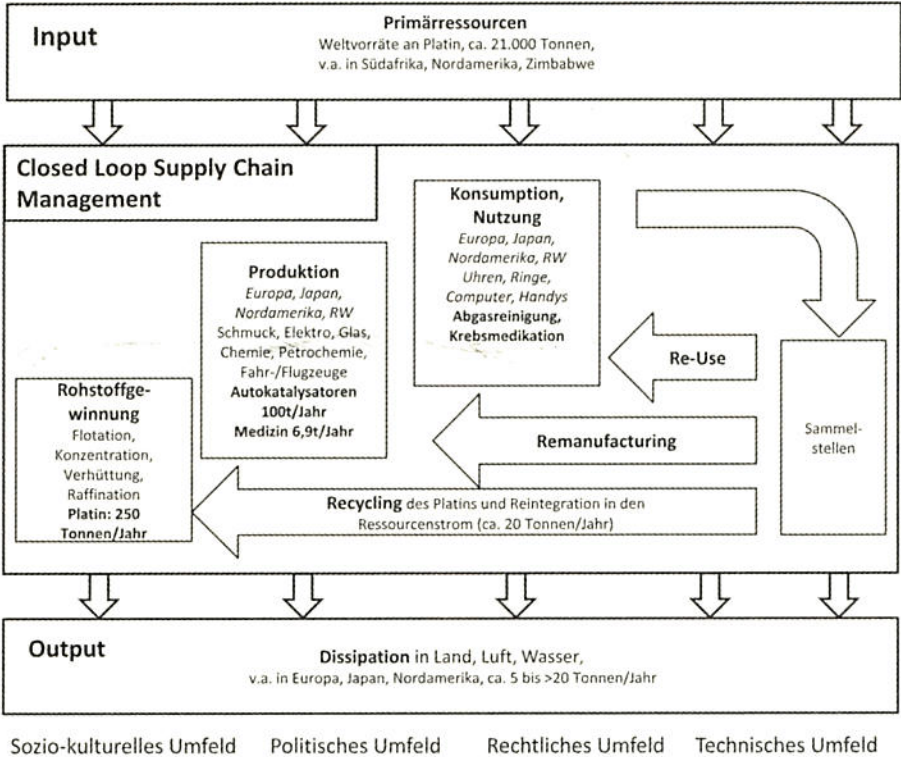 Input
Primärressourcen
Weltvorräte an Platin, ca. 21.000 Tonnen,
v.a. in Südafrika, Nordamerika, Zimbabwe
Closed Loop Supply Chain
Management
Konsumption,
Nutzung
Europa, Japan,
Nordamerika, RW
Uhren, Ringe,
Computer, Handys
Abgasreinigung,
Krebsmedikation
Produktion
Europa, Japan,
Nordamerika, RW
Schmuck, Elektro, Glas,
Chemie, Petrochemie,
Fahr-/Flugzeuge
Autokatalysatoren
100t/Jahr
Medizin 6,9t/Jahr
Rohstoffge-
winnung
Flotation,
Konzentration,
Verhüttung,
Raffination
Platin: 250
Tonnen/Jahr
Re-Use
Remanufacturing
Recycling des Platins und Reintegration in den
Ressourcenstrom (ca. 20 Tonnen/Jahr)
Sammel-
stellen
Output
Dissipation in Land, Luft, Wasser,
v.a. in Europa, Japan, Nordamerika, ca. 5 bis >20 Tonnen/Jahr
Sozio-kulturelles Umfeld Politisches Umfeld Rechtliches Umfeld Technisches Umfeld